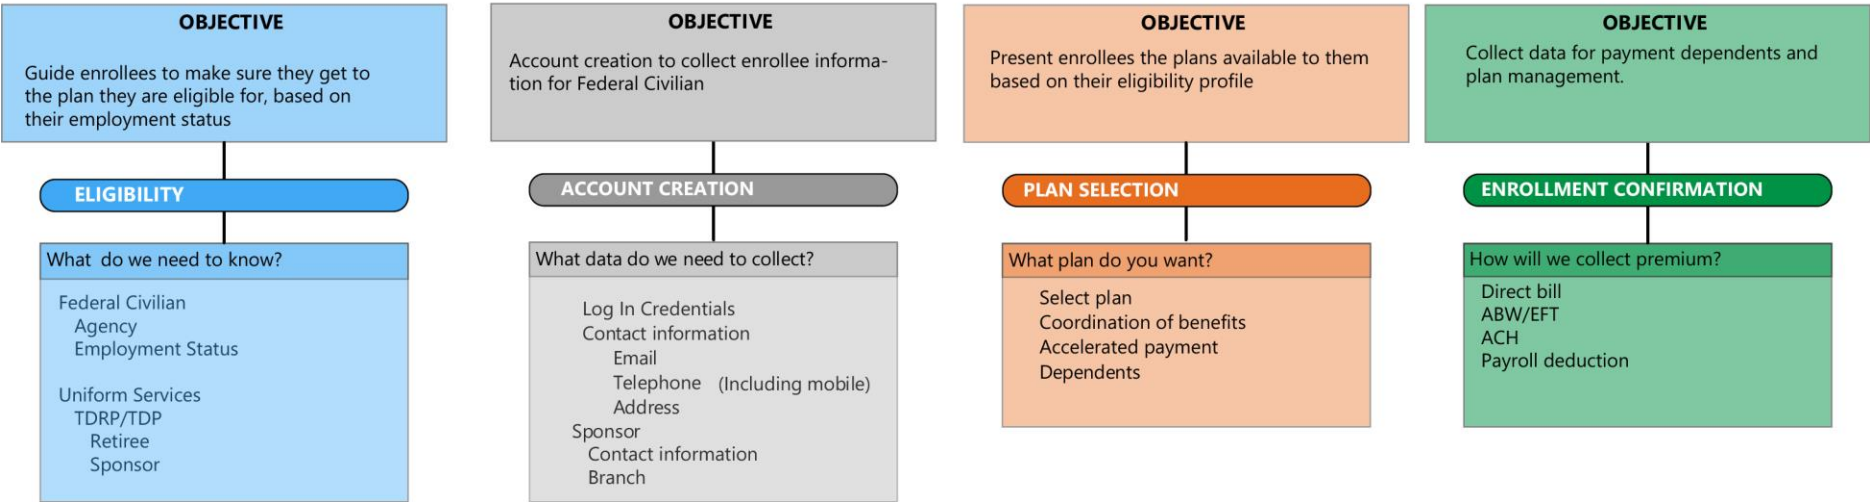 OBJECTIVE
Guide enrollees to make sure they get to
the plan they are eligible for, based on
their employment status
ELIGIBILITY
What do we need to know?
Federal Civilian
Agency
Employment Status
Uniform Services
TDRP/TDP
Retiree
Sponsor
OBJECTIVE
Account creation to collect enrollee informa-
tion for Federal Civilian
ACCOUNT CREATION
What data do we need to collect?
Log In Credentials
Contact information
Email
Telephone (Including mobile)
Address
Sponsor
Contact information
Branch
OBJECTIVE
Present enrollees the plans available to them
based on their eligibility profile
PLAN SELECTION
What plan do you want?
Select plan
Coordination of benefits
Accelerated payment
Dependents
OBJECTIVE
Collect data for payment dependents and
plan management.
ENROLLMENT CONFIRMATION
How will we collect premium?
Direct bill
ABW/EFT
ACH
Payroll deduction